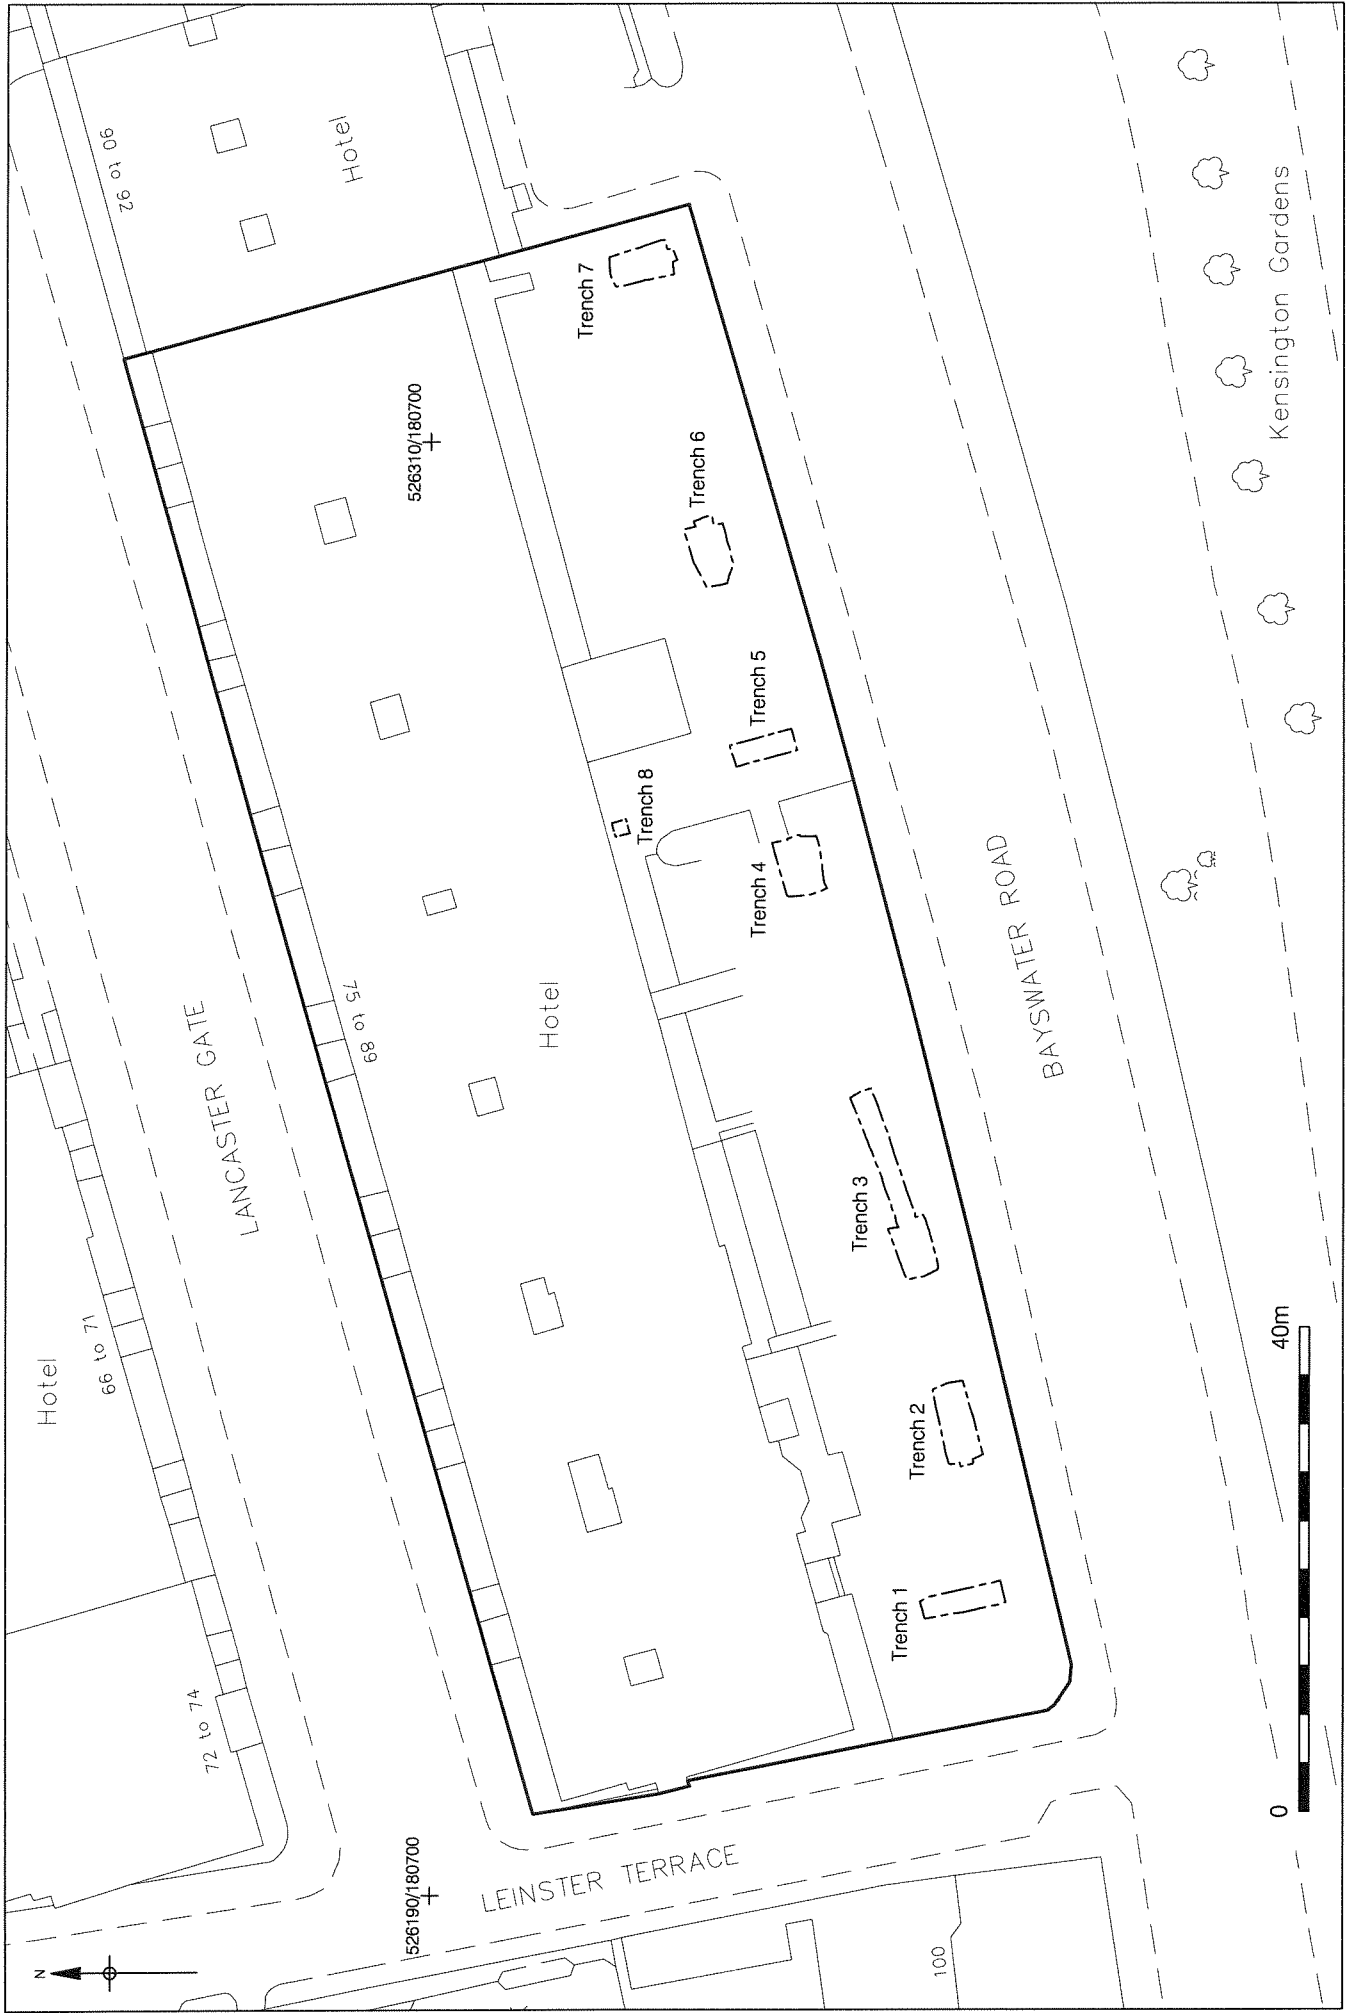 N
Hotel
66 to 71
72 to 74
90 to 92
Hotel
LANCASTER GATE
75 to 89
526310/180700
526190/180700
Hotel
LEINSTER TERRACE
100
Trench 7
Trench 6
Trench 5
Trench 8
Trench 4
Trench 3
Trench 2
Trench 1
BAYSWATER ROAD
Kensington Gardens
0
40m